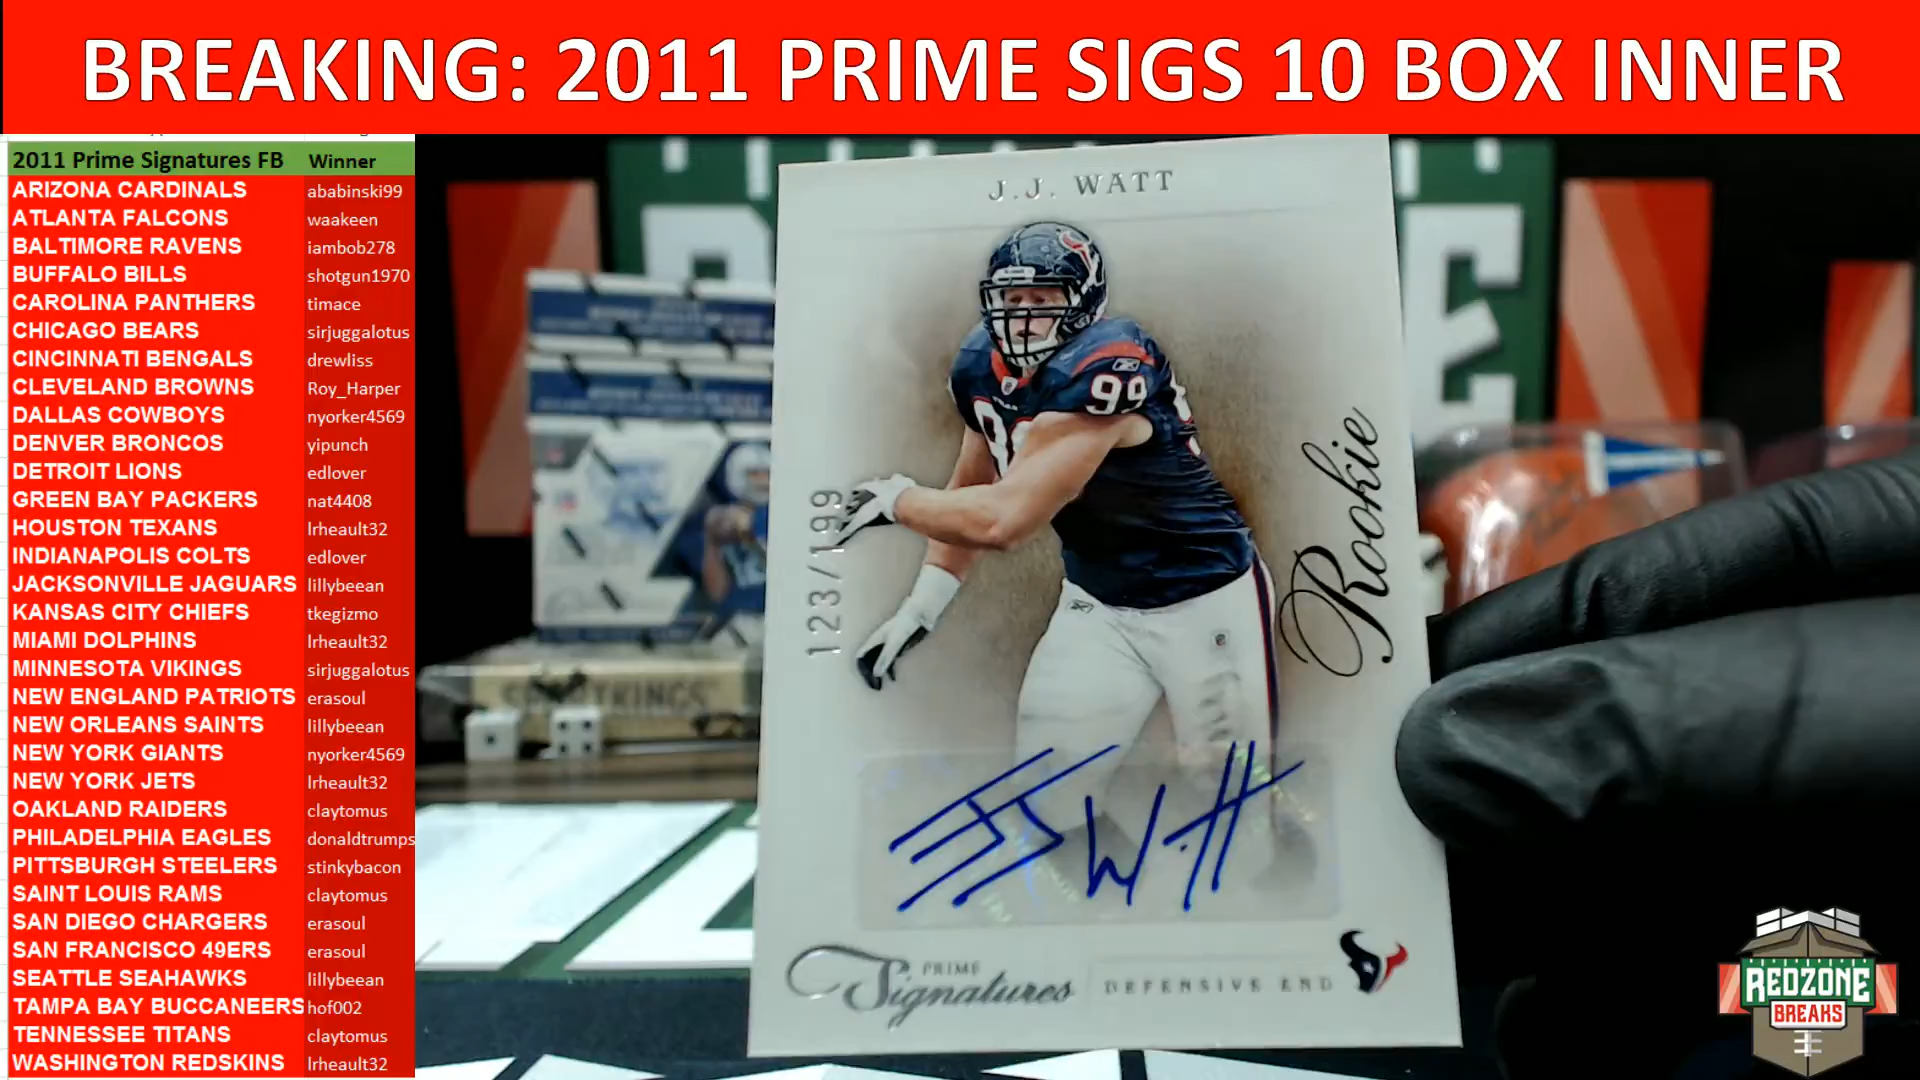 BREAKING: 2011 PRIME SIGS 10 BOX INNER
2011 Prime Signatures FB Winner
ARIZONA CARDINALS ababinski99
ATLANTA FALCONS waakeen
BALTIMORE RAVENS iambob278
BUFFALO BILLS shotgun1970
CAROLINA PANTHERS timace
CHICAGO BEARS sirjuggalotus
CINCINNATI BENGALS drewliss
CLEVELAND BROWNS Roy_Harper
DALLAS COWBOYS nyorker4569
DENVER BRONCOS yipunch
DETROIT LIONS edlover
GREEN BAY PACKERS nat4408
HOUSTON TEXANS lrheault32
INDIANAPOLIS COLTS edlover
JACKSONVILLE JAGUARS lillybeean
KANSAS CITY CHIEFS tkegizmo
MIAMI DOLPHINS lrheault32
MINNESOTA VIKINGS sirjuggalotus
NEW ENGLAND PATRIOTS erasoul
NEW ORLEANS SAINTS lillybeean
NEW YORK GIANTS nyorker4569
NEW YORK JETS lrheault32
OAKLAND RAIDERS claytomus
PHILADELPHIA EAGLES donaldtrumps
PITTSBURGH STEELERS stinkybacon
SAINT LOUIS RAMS claytomus
SAN DIEGO CHARGERS erasoul
SAN FRANCISCO 49ERS erasoul
SEATTLE SEAHAWKS lillybeean
TAMPA BAY BUCCANEERS hof002
TENNESSEE TITANS claytomus
WASHINGTON REDSKINS lrheault32
J.J. WATT
99
123/199
Rookie
JJ Watt
PRIME
Signatures
DEFENSIVE END
SPORTKINGS
REDZONE
BREAKS